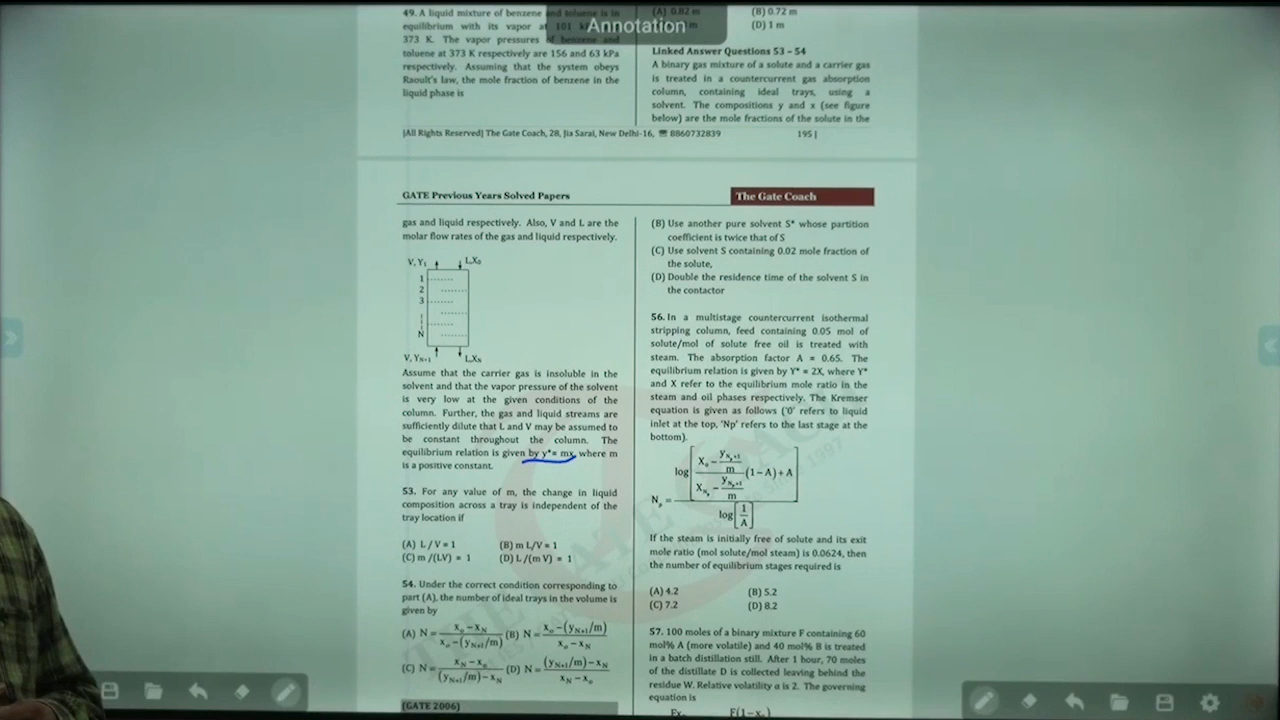 Annotation
49. A liquid mixture of benzene and toluene is in
equilibrium with its vapor at 101
373 K. The vapor pressures of benzene and
toluene at 373 K respectively are 156 and 63 kPa
respectively. Assuming that the system obeys
Raoult's law, the mole fraction of benzene in the
liquid phase is
(A) 0.82 m (B) 0.72 m
m (D) 1 m
Linked Answer Questions 53 – 54
A binary gas mixture of a solute and a carrier gas
is treated in a countercurrent gas absorption
column, containing ideal trays, using a
solvent. The compositions y and x (see figure
below) are the mole fractions of the solute in the
|All Rights Reserved| The Gate Coach, 28, Jia Sarai, New Delhi-16, ☎ 8860732839 195 |
GATE Previous Years Solved Papers The Gate Coach
gas and liquid respectively. Also, V and L are the
molar flow rates of the gas and liquid respectively.
V, Y₁ L,X₀
1
2
3
N
V, Yₙ₊₁ L,Xₙ
Assume that the carrier gas is insoluble in the
solvent and that the vapor pressure of the solvent
is very low at the given conditions of the
column. Further, the gas and liquid streams are
sufficiently dilute that L and V may be assumed to
be constant throughout the column. The
equilibrium relation is given by y*= mx, where m
is a positive constant.
53. For any value of m, the change in liquid
composition across a tray is independent of the
tray location if
(A) L/V = 1 (B) m L/V = 1
(C) m /(LV) = 1 (D) L /(m V) = 1
54. Under the correct condition corresponding to
part (A), the number of ideal trays in the volume is
given by
(A) N = (x₀ − x_N)/(x₀ − (y_N+1/m)) (B) N = (x₀ − (y_N+1/m))/(x₀ − x_N)
(C) N = (x_N − x₀)/((y_N+1/m) − x_N) (D) N = ((y_N+1/m) − x_N)/(x_N − x₀)
(GATE 2006)
(B) Use another pure solvent S* whose partition
coefficient is twice that of S
(C) Use solvent S containing 0.02 mole fraction of
the solute,
(D) Double the residence time of the solvent S in
the contactor
56. In a multistage countercurrent isothermal
stripping column, feed containing 0.05 mol of
solute/mol of solute free oil is treated with
steam. The absorption factor A = 0.65. The
equilibrium relation is given by Y* = 2X, where Y*
and X refer to the equilibrium mole ratio in the
steam and oil phases respectively. The Kremser
equation is given as follows ('0' refers to liquid
inlet at the top, 'Np' refers to the last stage at the
bottom).
N_p = log[ (X₀ − y_Np+1/m)/(X_Np − y_Np+1/m) (1−A) + A ] / log[1/A]
If the steam is initially free of solute and its exit
mole ratio (mol solute/mol steam) is 0.0624, then
the number of equilibrium stages required is
(A) 4.2 (B) 5.2
(C) 7.2 (D) 8.2
57. 100 moles of a binary mixture F containing 60
mol% A (more volatile) and 40 mol% B is treated
in a batch distillation still. After 1 hour, 70 moles
of the distillate D is collected leaving behind the
residue W. Relative volatility α is 2. The governing
equation is